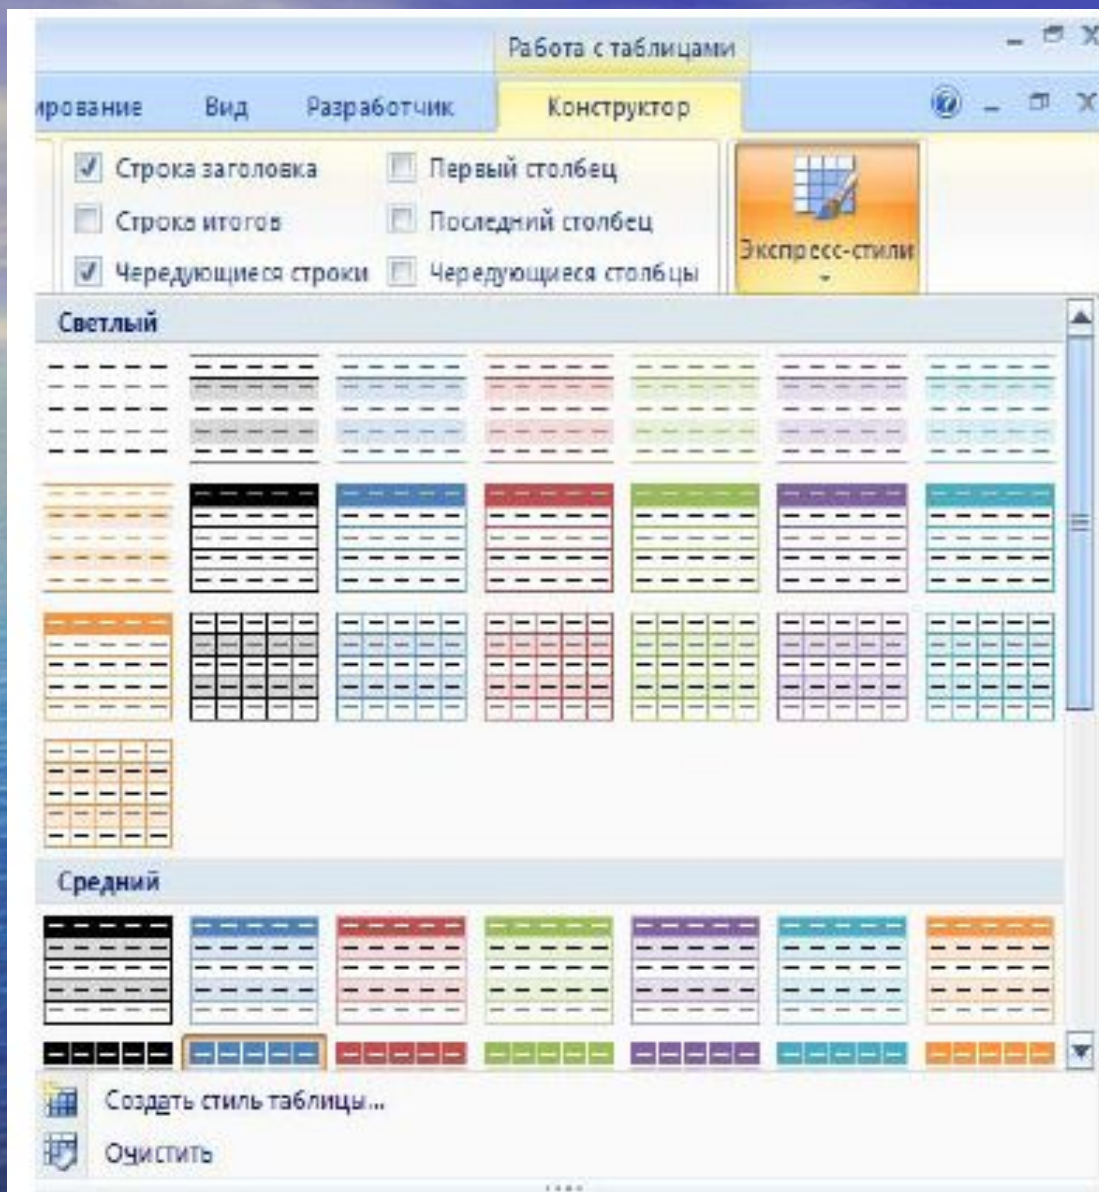 Работа с таблицами
ирование Вид Разработчик Конструктор
Строка заголовка Первый столбец
Строка итогов Последний столбец
Чередующиеся строки Чередующиеся столбцы
Экспресс-стили
Светлый
Средний
Создать стиль таблицы...
Очистить